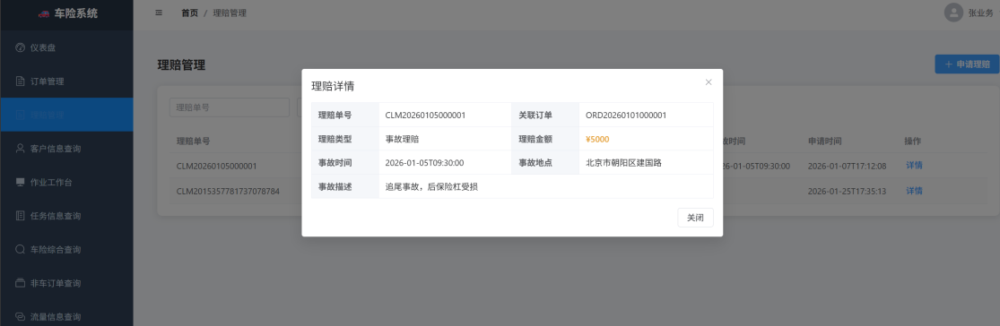 车险系统
首页 / 理赔管理
张业务
仪表盘
订单管理
理赔管理
客户信息查询
作业工作台
任务信息查询
车险综合查询
非车订单查询
流量信息查询
理赔管理
+ 申请理赔
理赔单号
理赔单号
故时间
申请时间
操作
CLM20260105000001
26-01-05T09:30:00
2026-01-07T17:12:08
详情
CLM2015357781737078784
2026-01-25T17:35:13
详情
理赔详情
理赔单号 CLM20260105000001 关联订单 ORD20260101000001
理赔类型 事故理赔 理赔金额 ¥5000
事故时间 2026-01-05T09:30:00 事故地点 北京市朝阳区建国路
事故描述 追尾事故，后保险杠受损
关闭